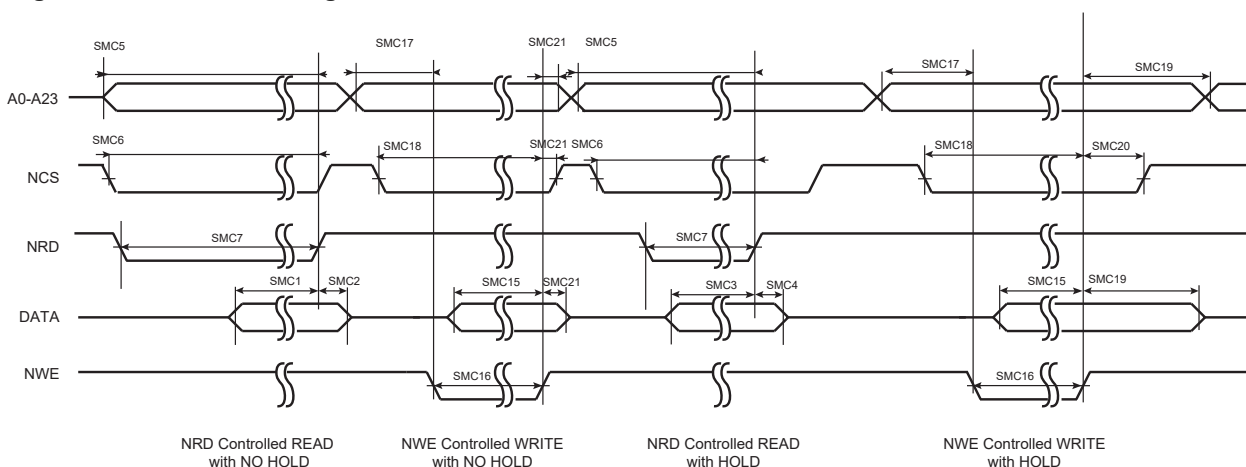 SMC5
SMC17
SMC21
SMC5
SMC17
SMC19
A0-A23
SMC6
SMC18
SMC21
SMC6
SMC18
SMC20
NCS
SMC7
SMC7
NRD
SMC1
SMC2
SMC15
SMC21
SMC3
SMC4
SMC15
SMC19
DATA
NWE
SMC16
SMC16
NRD Controlled READ
with NO HOLD
NWE Controlled WRITE
with NO HOLD
NRD Controlled READ
with HOLD
NWE Controlled WRITE
with HOLD